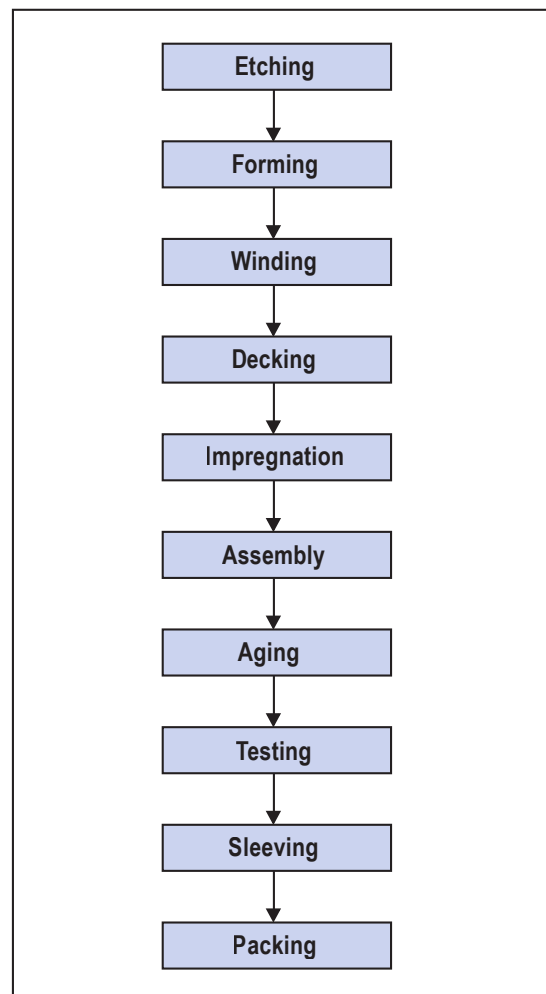 Etching
Forming
Winding
Decking
Impregnation
Assembly
Aging
Testing
Sleeving
Packing